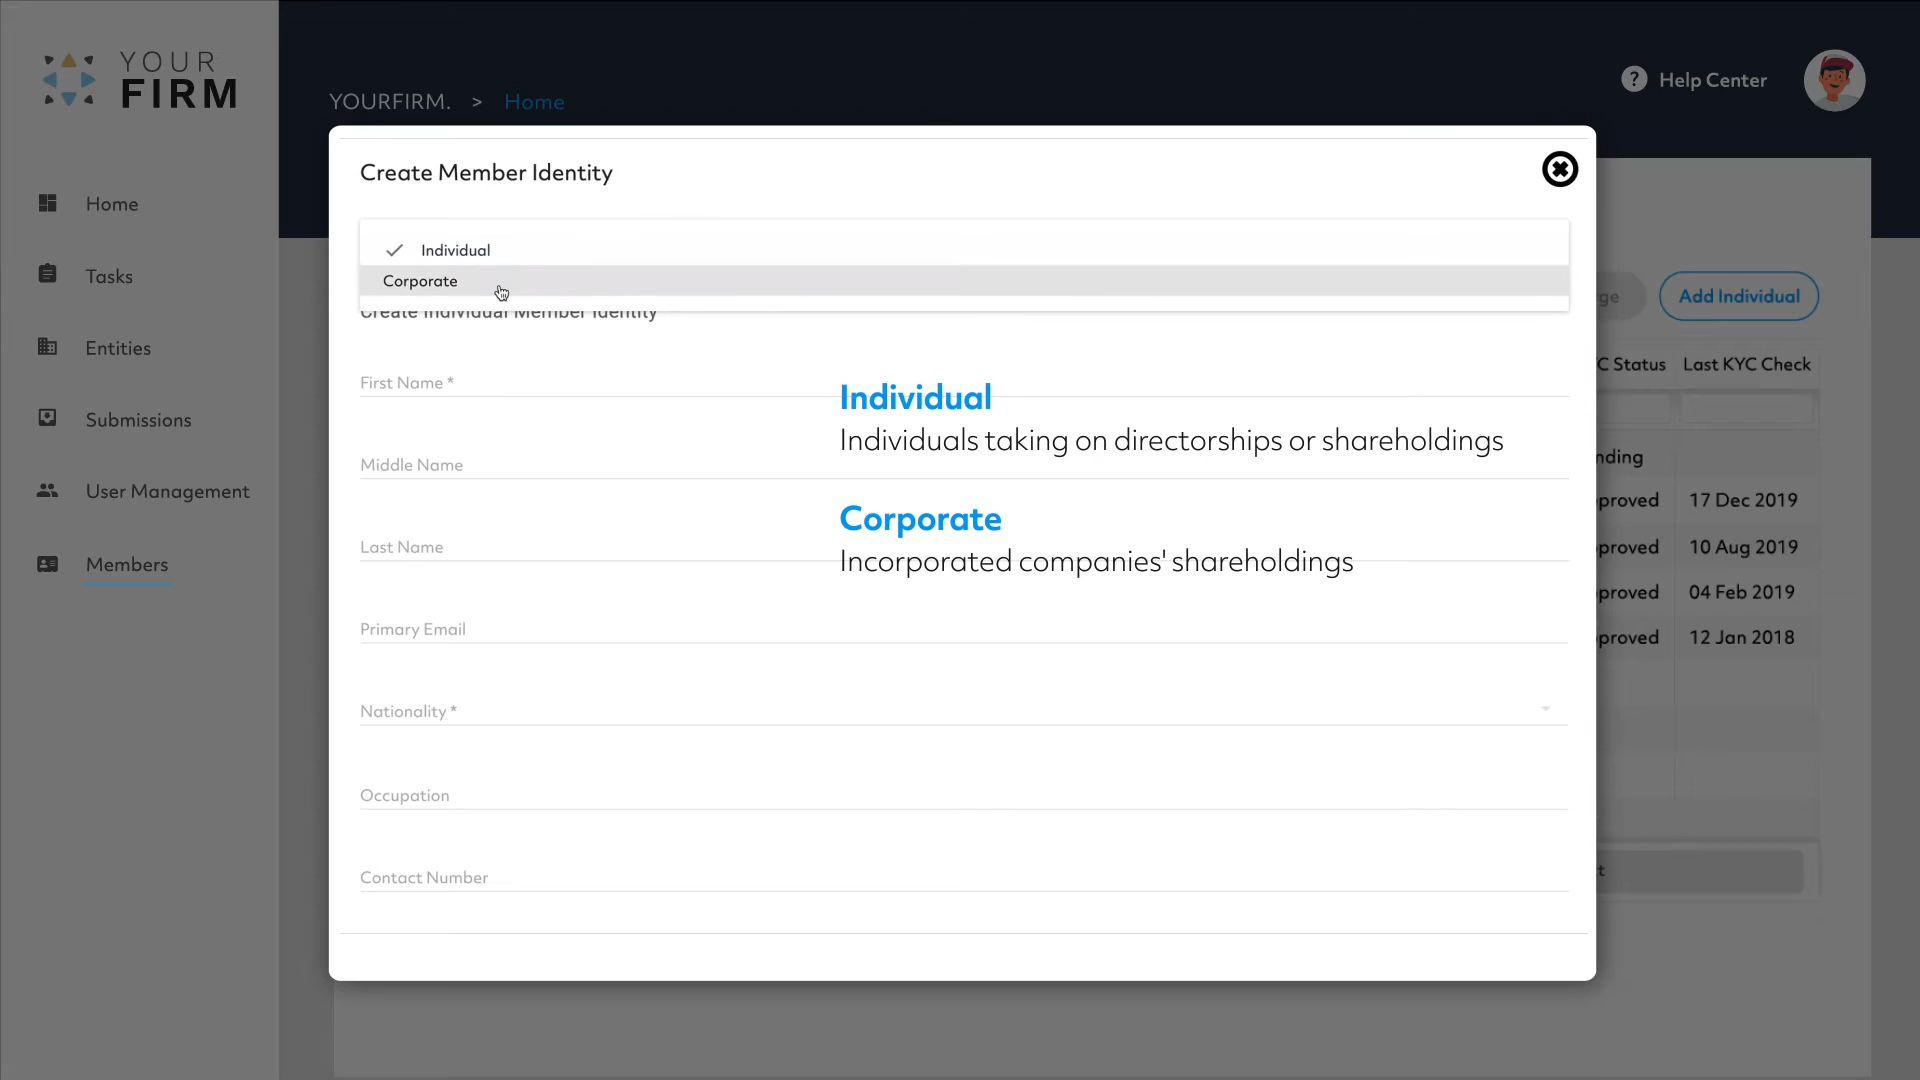 YOUR
FIRM
YOURFIRM. > Home
? Help Center
Home
Tasks
Entities
Submissions
User Management
Members
Create Member Identity
Individual
Corporate
Create Individual Member Identity
First Name *
Middle Name
Last Name
Primary Email
Nationality *
Occupation
Contact Number
Individual
Individuals taking on directorships or shareholdings
Corporate
Incorporated companies' shareholdings
Add Individual
C Status Last KYC Check
nding
proved 17 Dec 2019
proved 10 Aug 2019
proved 04 Feb 2019
proved 12 Jan 2018